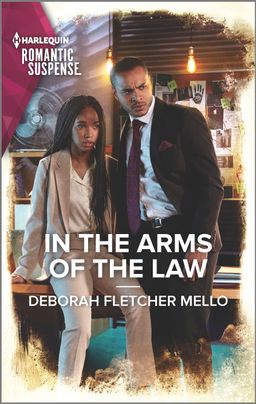 HARLEQUIN
ROMANTIC
SUSPENSE
IN THE ARMS
OF THE LAW
DEBORAH FLETCHER MELLO